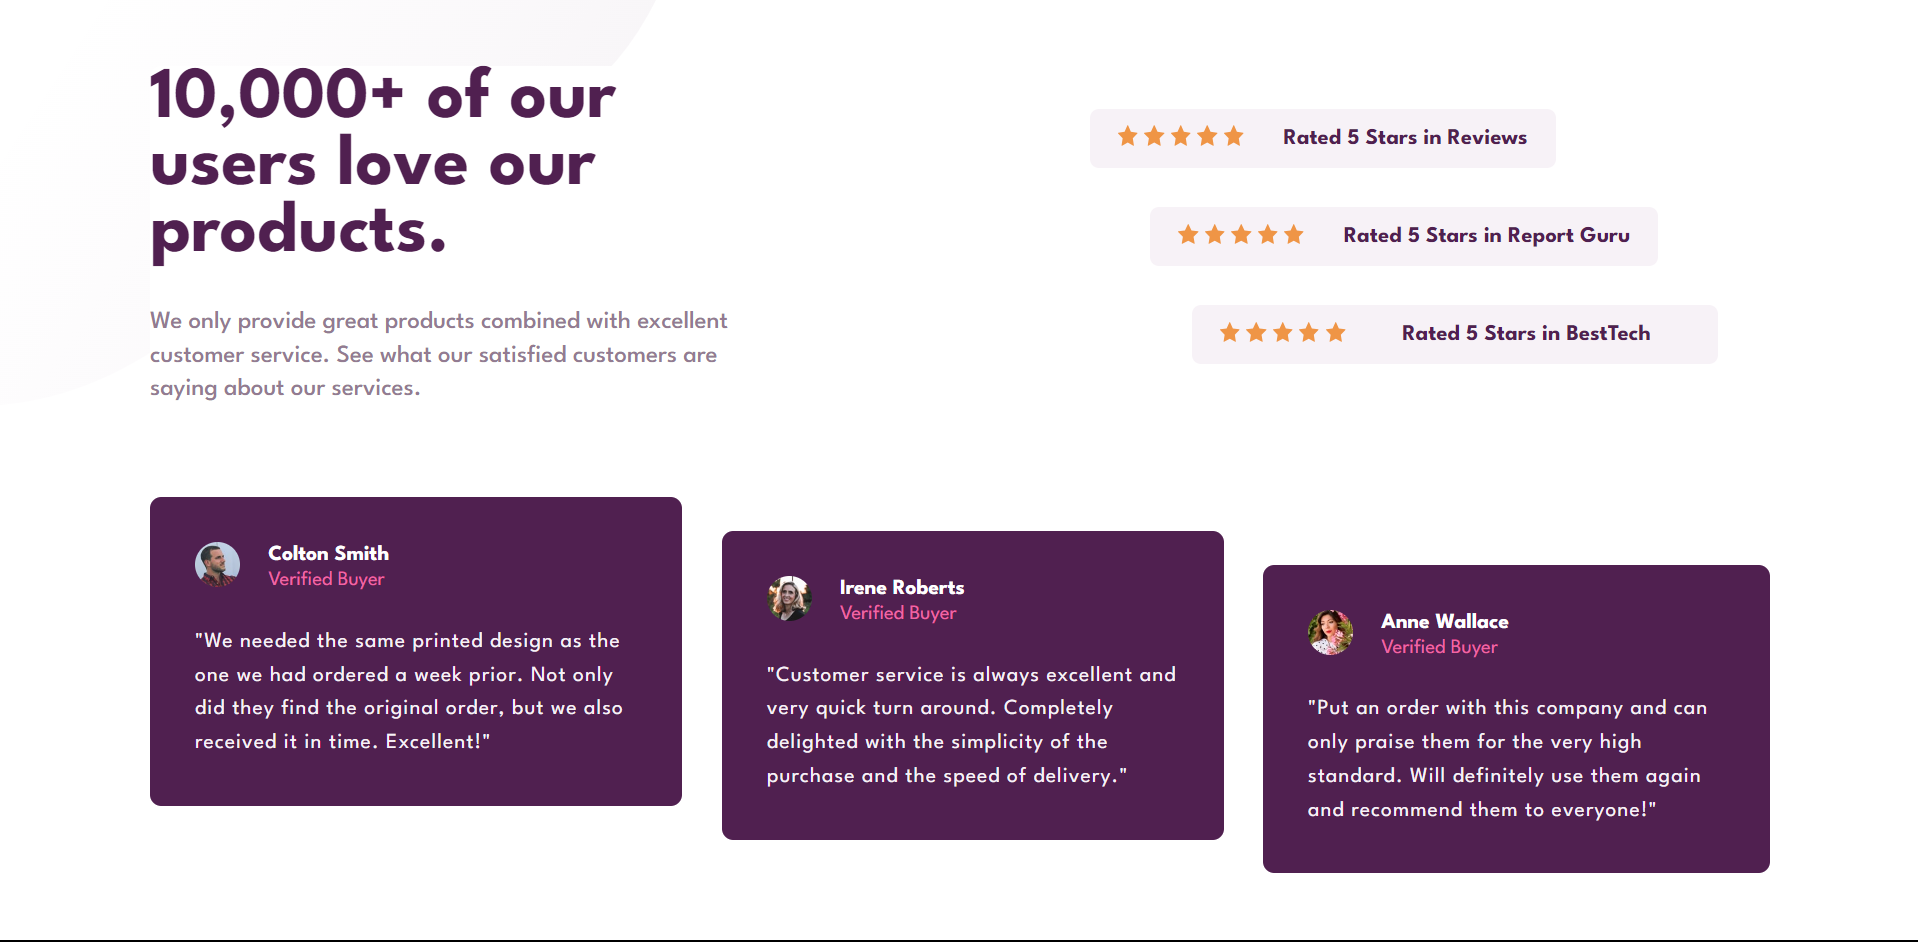 10,000+ of our
users love our
products.
We only provide great products combined with excellent
customer service. See what our satisfied customers are
saying about our services.
Rated 5 Stars in Reviews
Rated 5 Stars in Report Guru
Rated 5 Stars in BestTech
Colton Smith
Verified Buyer
"We needed the same printed design as the
one we had ordered a week prior. Not only
did they find the original order, but we also
received it in time. Excellent!"
Irene Roberts
Verified Buyer
"Customer service is always excellent and
very quick turn around. Completely
delighted with the simplicity of the
purchase and the speed of delivery."
Anne Wallace
Verified Buyer
"Put an order with this company and can
only praise them for the very high
standard. Will definitely use them again
and recommend them to everyone!"